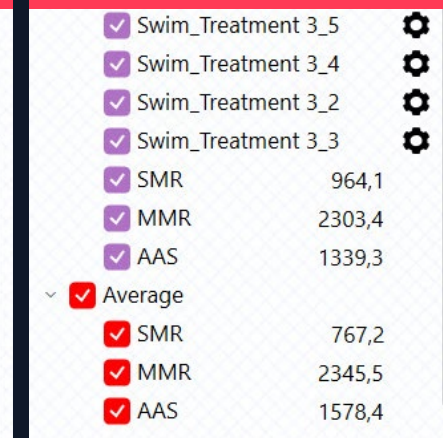 Swim_Treatment 3_5
Swim_Treatment 3_4
Swim_Treatment 3_2
Swim_Treatment 3_3
SMR 964,1
MMR 2303,4
AAS 1339,3
Average
SMR 767,2
MMR 2345,5
AAS 1578,4